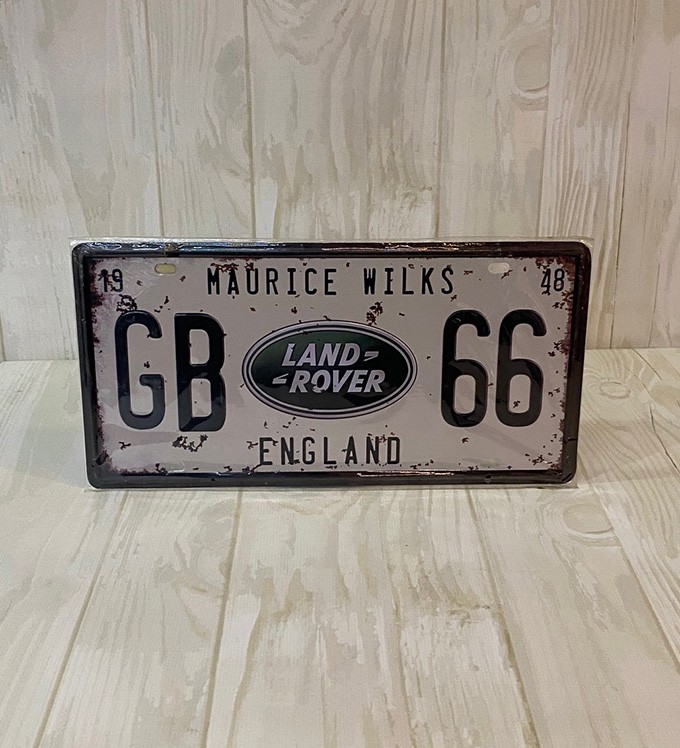 19 MAURICE WILKS 48
GB LAND-
-ROVER 66
ENGLAND